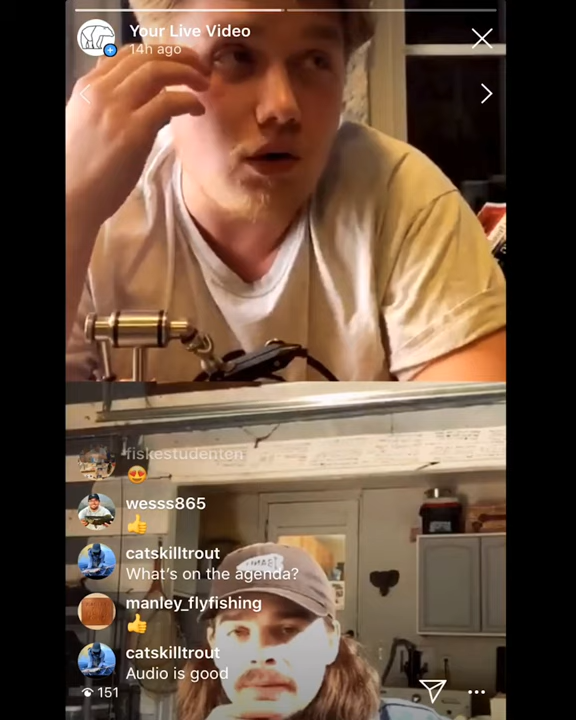 Your Live Video
14h ago
fiskestudenten
😍
wesss865
👍
catskilltrout
What's on the agenda?
manley_flyfishing
👍
catskilltrout
Audio is good
151